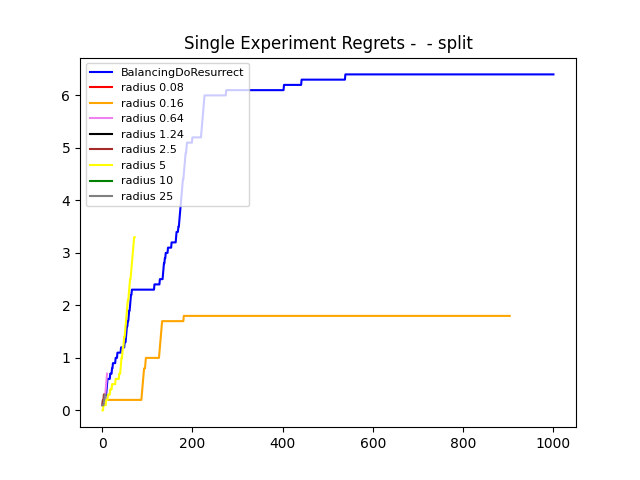 Single Experiment Regrets -  - split
BalancingDoResurrect
radius 0.08
radius 0.16
radius 0.64
radius 1.24
radius 2.5
radius 5
radius 10
radius 25
6
5
4
3
2
1
0
0 200 400 600 800 1000